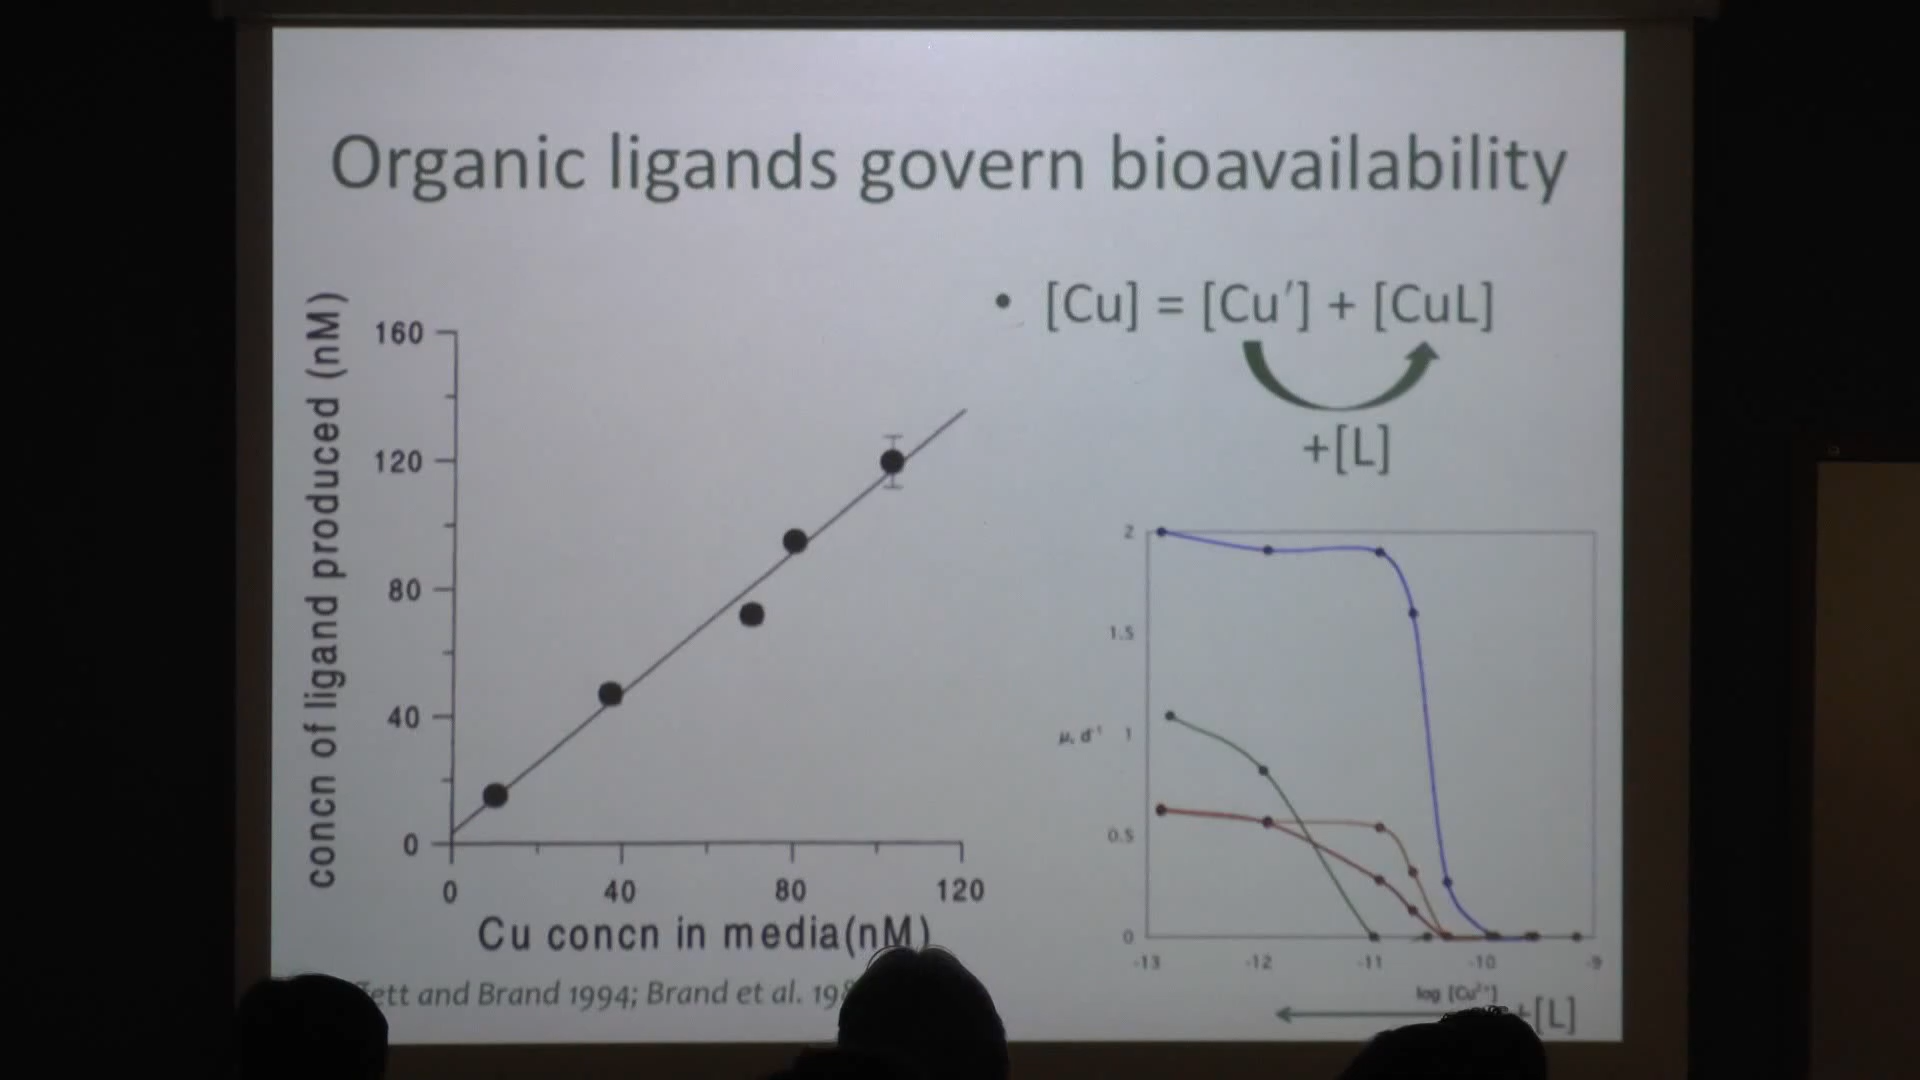 Organic ligands govern bioavailability
concn of ligand produced (nM)
160
120
80
40
0
0 40 80 120
Cu concn in media(nM)
• [Cu] = [Cu′] + [CuL]
+[L]
2
1.5
μ, d⁻¹ 1
0.5
0
-13 -12 -11 -10 -9
log [Cu²⁺]
+[L]
and Brand 1994; Brand et al.